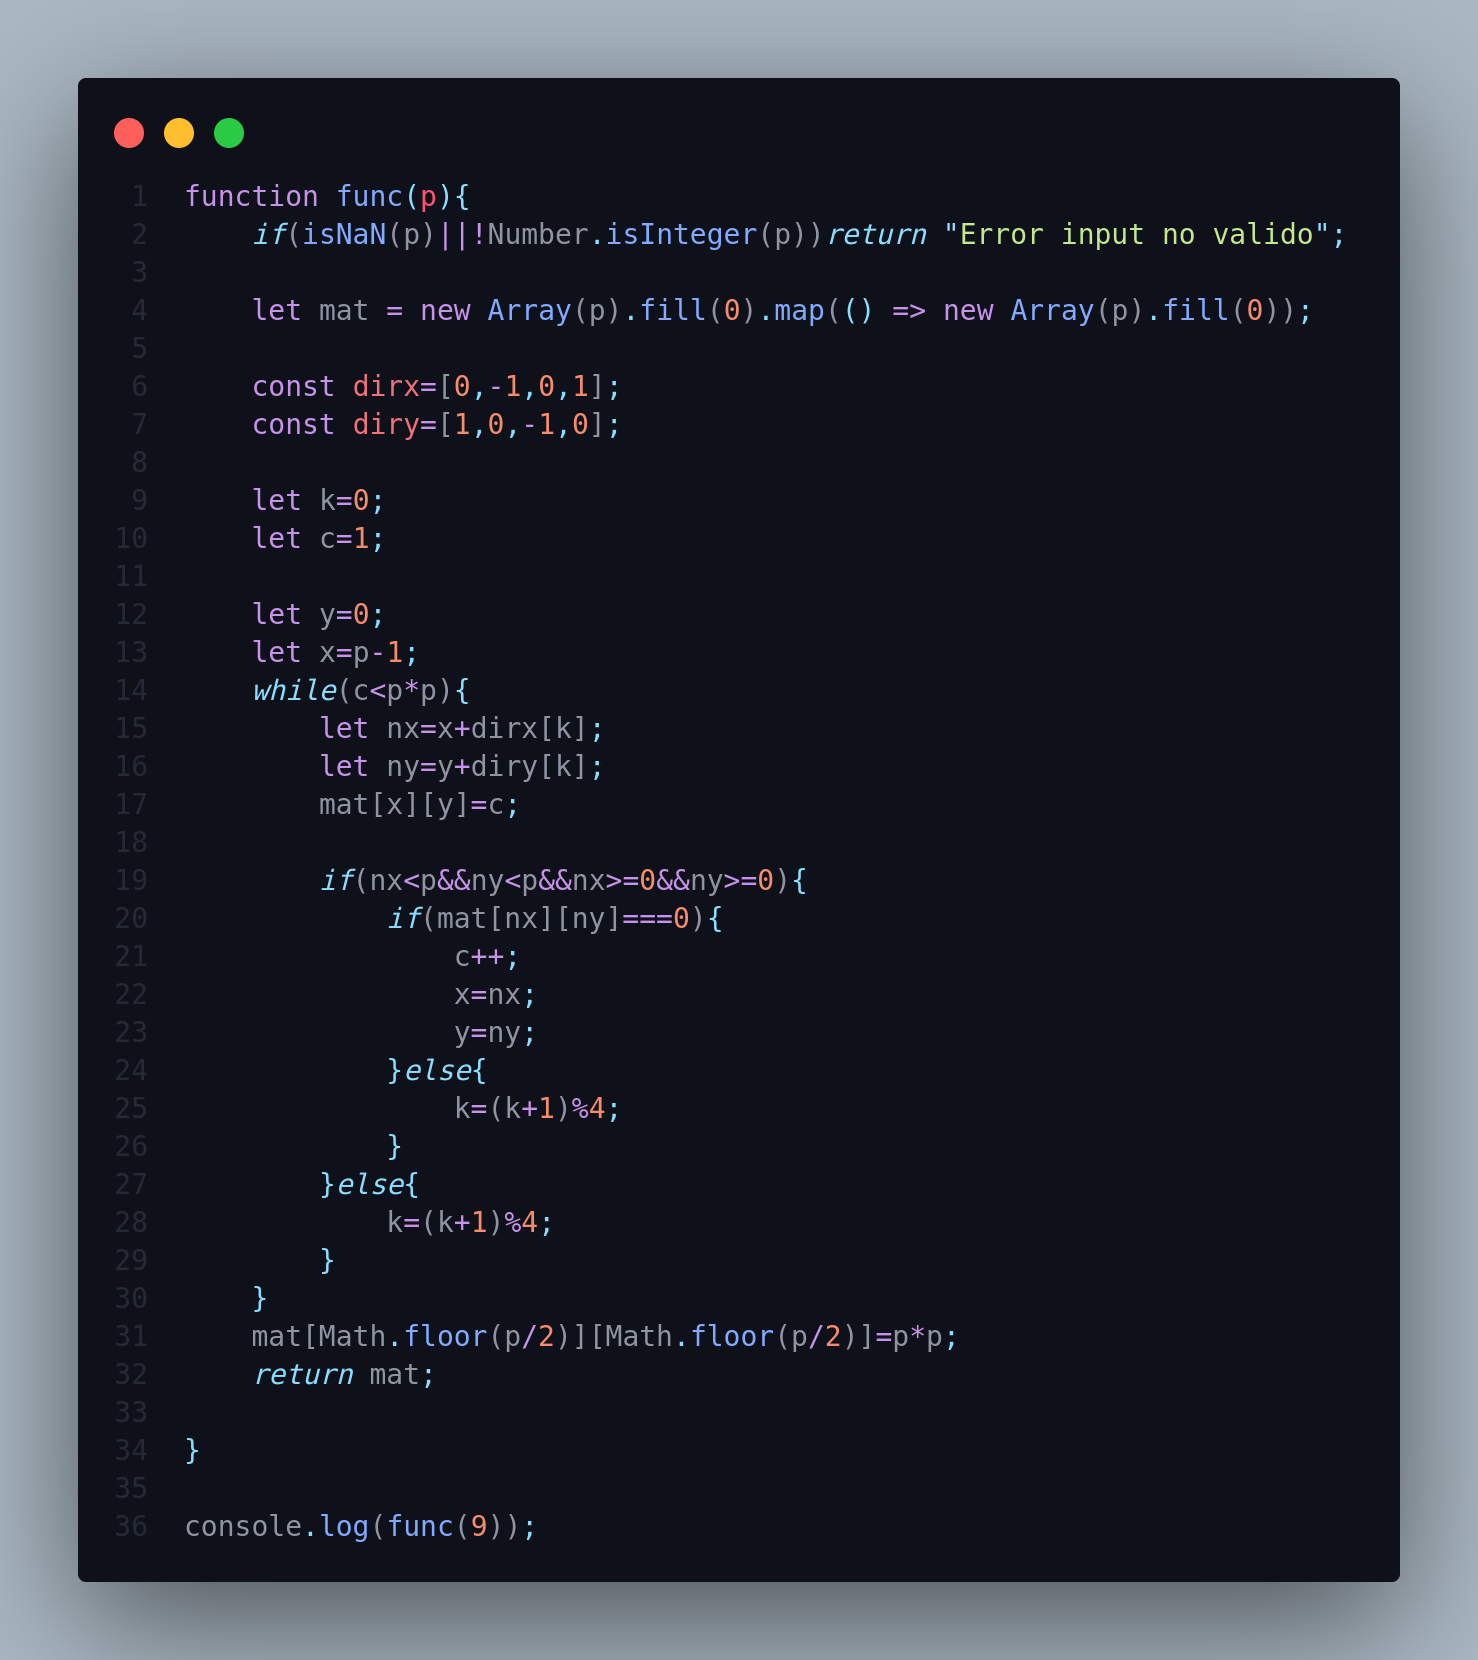 1 function func(p){
2     if(isNaN(p)||!Number.isInteger(p))return "Error input no valido";
3
4     let mat = new Array(p).fill(0).map(() => new Array(p).fill(0));
5
6     const dirx=[0,-1,0,1];
7     const diry=[1,0,-1,0];
8
9     let k=0;
10     let c=1;
11
12     let y=0;
13     let x=p-1;
14     while(c<p*p){
15         let nx=x+dirx[k];
16         let ny=y+diry[k];
17         mat[x][y]=c;
18
19         if(nx<p&&ny<p&&nx>=0&&ny>=0){
20             if(mat[nx][ny]===0){
21                 c++;
22                 x=nx;
23                 y=ny;
24             }else{
25                 k=(k+1)%4;
26             }
27         }else{
28             k=(k+1)%4;
29         }
30     }
31     mat[Math.floor(p/2)][Math.floor(p/2)]=p*p;
32     return mat;
33
34 }
35
36 console.log(func(9));